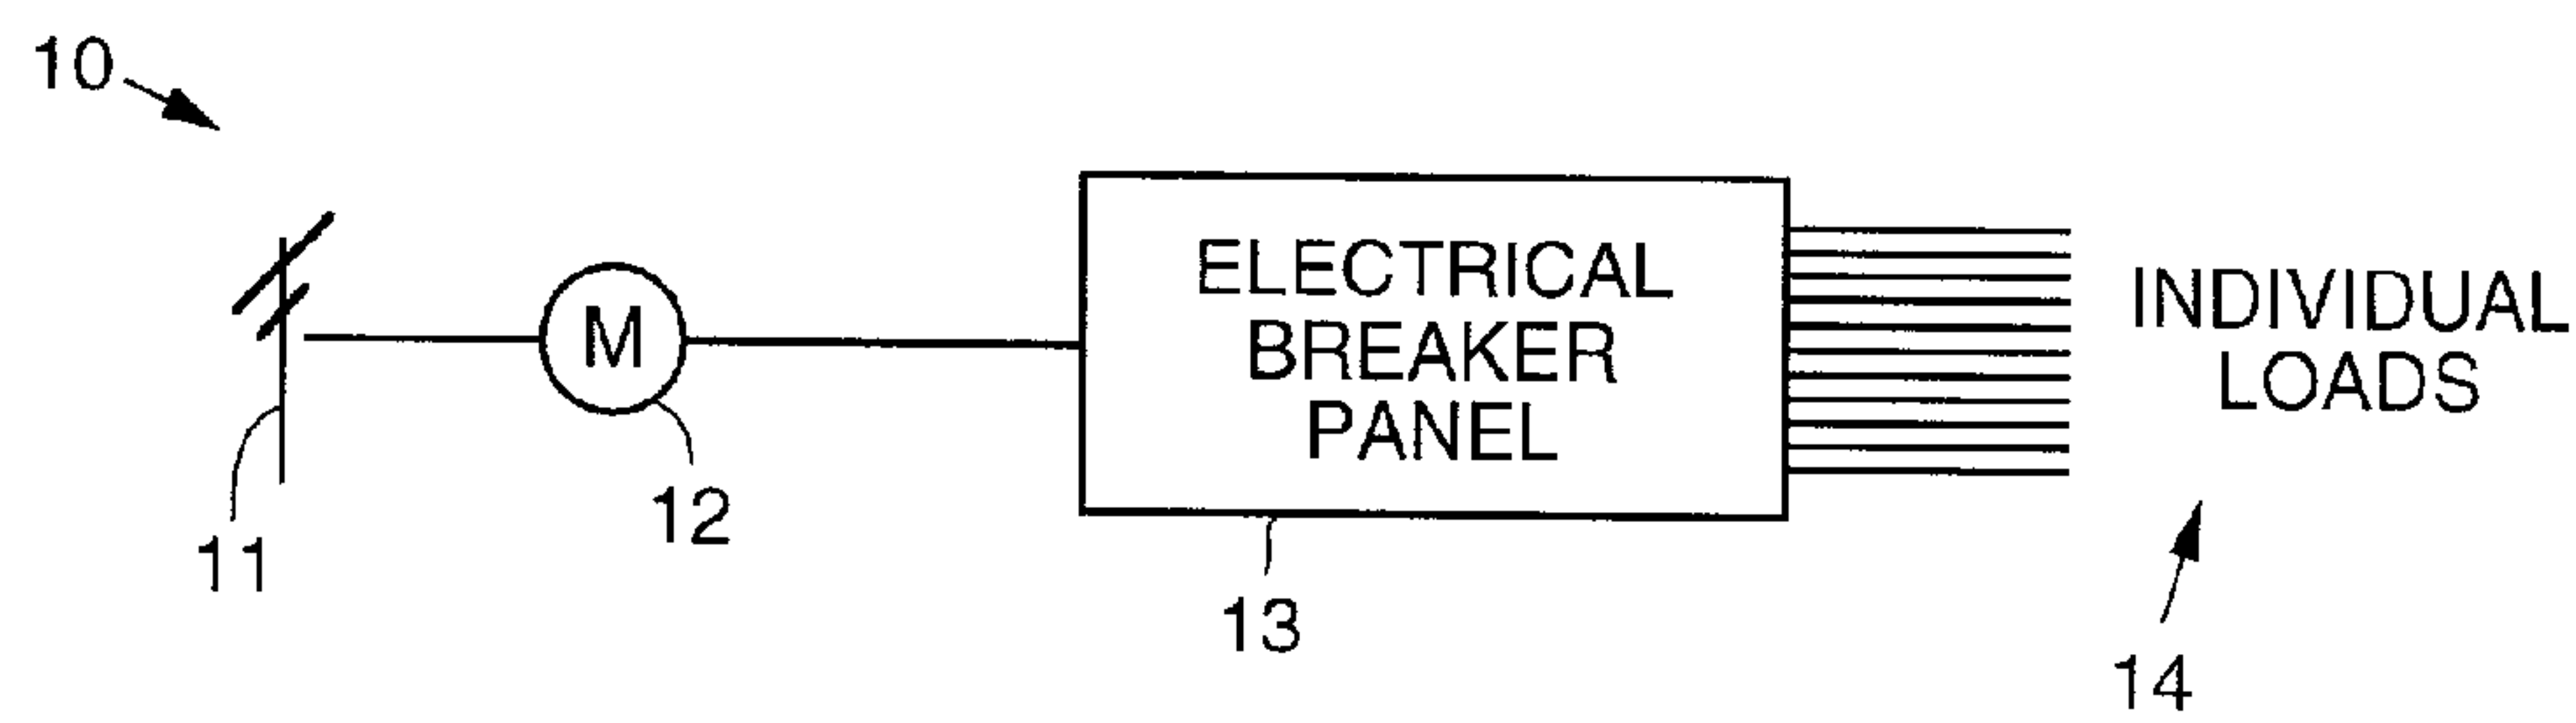 10
11
M
12
ELECTRICAL
BREAKER
PANEL
13
INDIVIDUAL
LOADS
14